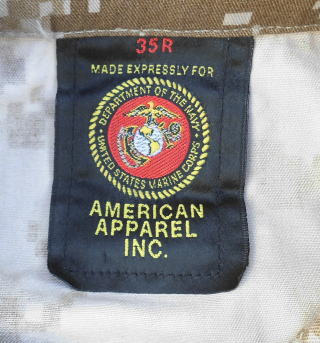 35R
MADE EXPRESSLY FOR
DEPARTMENT OF THE NAVY
UNITED STATES MARINE CORPS
AMERICAN
APPAREL
INC.